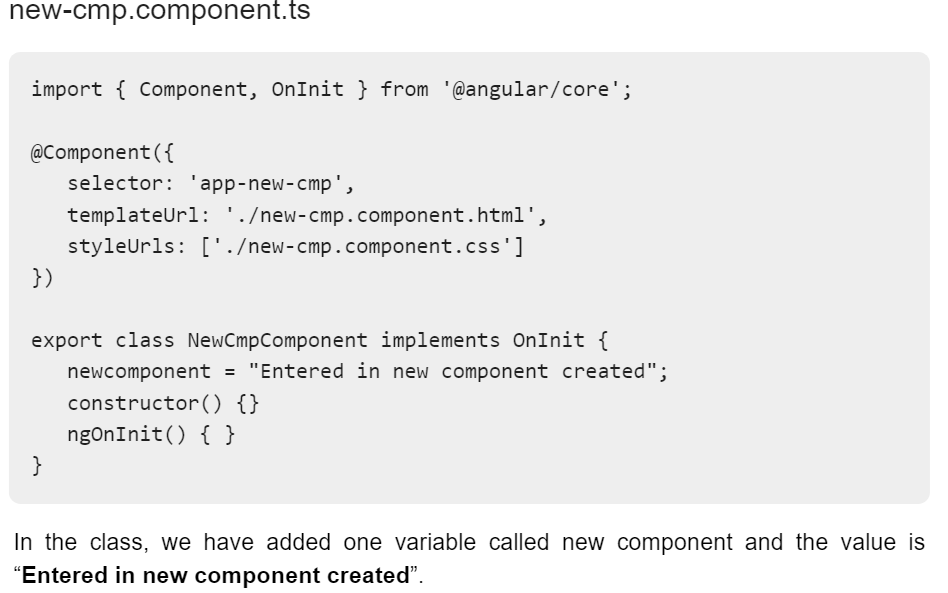 new-cmp.component.ts
import { Component, OnInit } from '@angular/core';
@Component({
selector: 'app-new-cmp',
templateUrl: './new-cmp.component.html',
styleUrls: ['./new-cmp.component.css']
})
export class NewCmpComponent implements OnInit {
newcomponent = "Entered in new component created";
constructor() {}
ngOnInit() { }
}
In the class, we have added one variable called new component and the value is
“Entered in new component created”.